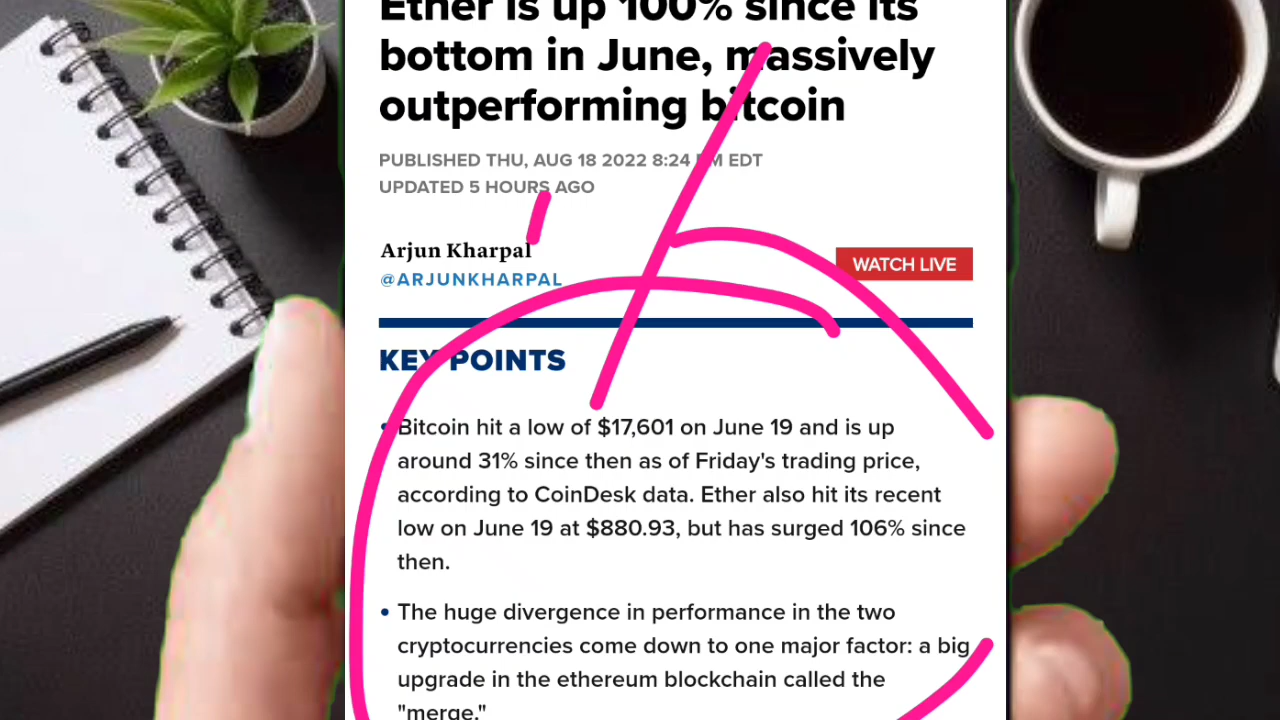 Ether is up 100% since its
bottom in June, massively
outperforming bitcoin
PUBLISHED THU, AUG 18 2022 8:24 PM EDT
UPDATED 5 HOURS AGO
Arjun Kharpal
@ARJUNKHARPAL
WATCH LIVE
KEY POINTS
• Bitcoin hit a low of $17,601 on June 19 and is up
around 31% since then as of Friday's trading price,
according to CoinDesk data. Ether also hit its recent
low on June 19 at $880.93, but has surged 106% since
then.
• The huge divergence in performance in the two
cryptocurrencies come down to one major factor: a big
upgrade in the ethereum blockchain called the
"merge."